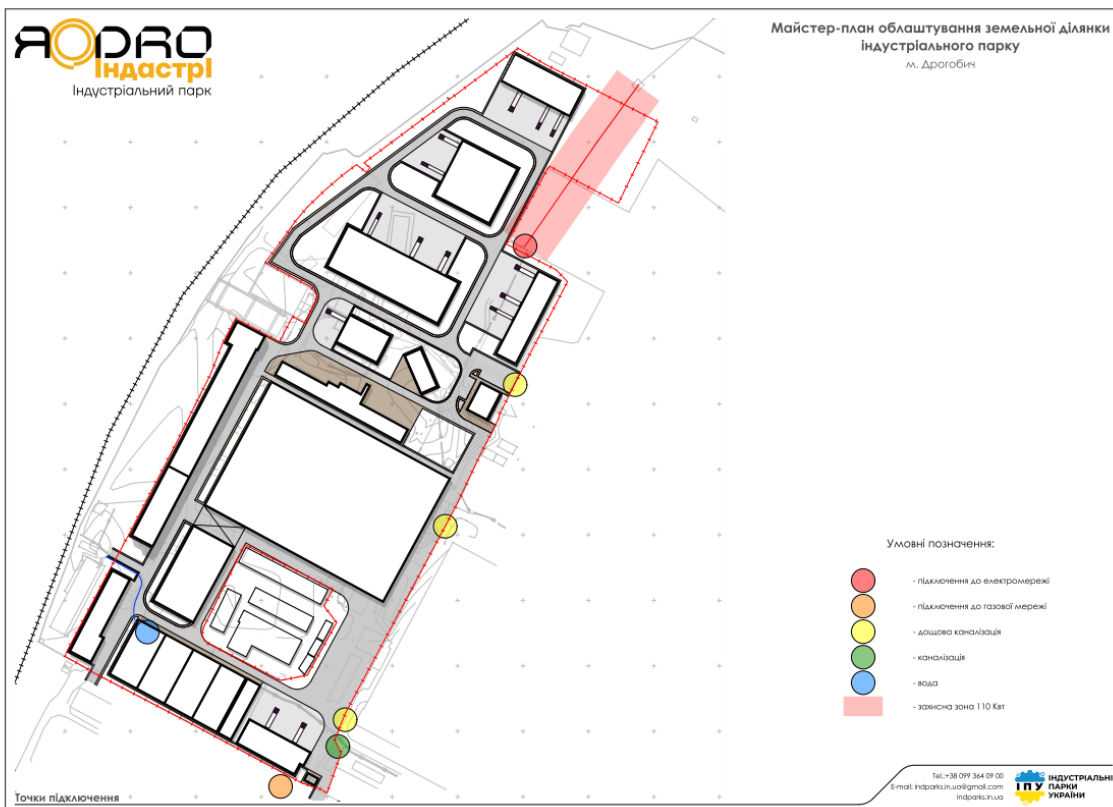 RODRO
Індастрі
Індустріальний парк
Майстер-план облаштування земельної ділянки
індустріального парку
м. Дрогобич
Умовні позначення:
- підключення до електромережі
- підключення до газової мережі
- дощова каналізація
- каналізація
- вода
- захисна зона 110 Квт
Точки підключення
Tel.:+38 099 364 09 00
E-mail: indparks.in.ua@gmail.com
indparks.in.ua
ІПУ
ІНДУСТРІАЛЬНІ
ПАРКИ
УКРАЇНИ